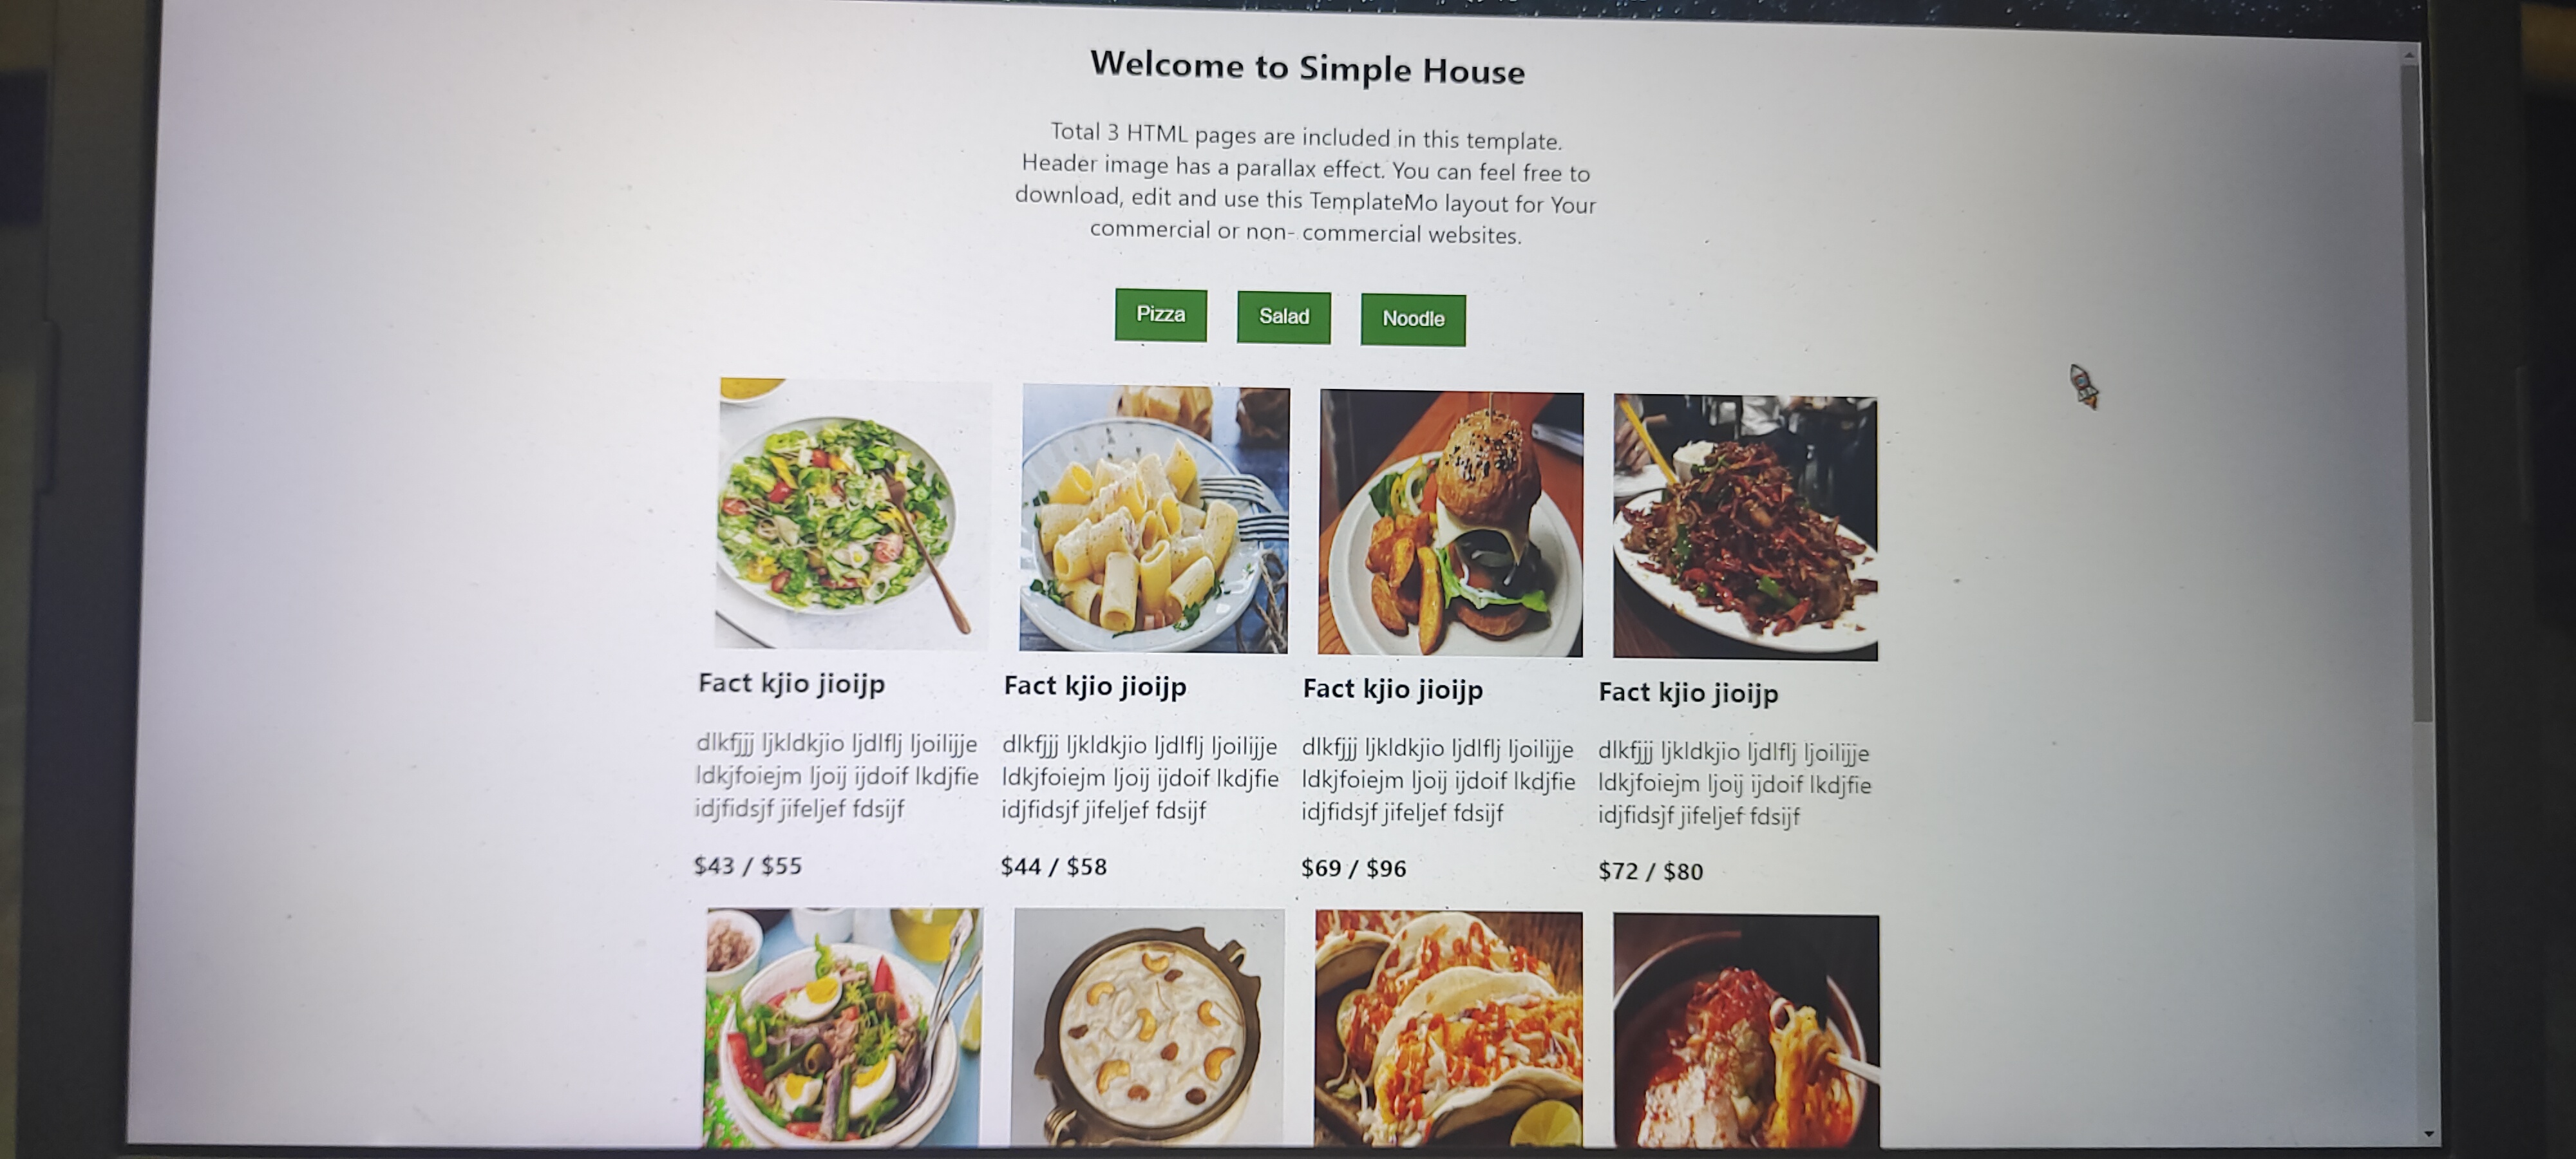 Welcome to Simple House
Total 3 HTML pages are included in this template.
Header image has a parallax effect. You can feel free to
download, edit and use this TemplateMo layout for Your
commercial or non- commercial websites.
Pizza
Salad
Noodle
Fact kjio jioijp
dlkfjjj ljkldkjio ljdlflj ljoilijje
ldkjfoiejm ljoij ijdoif lkdjfie
idjfidsjf jifeljef fdsijf
$43 / $55
Fact kjio jioijp
dlkfjjj ljkldkjio ljdlflj ljoilijje
ldkjfoiejm ljoij ijdoif lkdjfie
idjfidsjf jifeljef fdsijf
$44 / $58
Fact kjio jioijp
dlkfjjj ljkldkjio ljdlflj ljoilijje
ldkjfoiejm ljoij ijdoif lkdjfie
idjfidsjf jifeljef fdsijf
$69 / $96
Fact kjio jioijp
dlkfjjj ljkldkjio ljdlflj ljoilijje
ldkjfoiejm ljoij ijdoif lkdjfie
idjfidsjf jifeljef fdsijf
$72 / $80